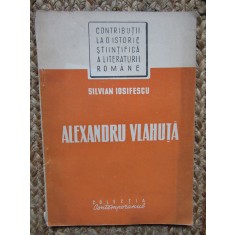 CONTRIBUȚII
LA O ISTORIE
ȘTIINȚIFICĂ
A LITERATURII
ROMÂNE
SILVIAN IOSIFESCU
ALEXANDRU VLAHUȚĂ
COLECȚIA
Contemporanul